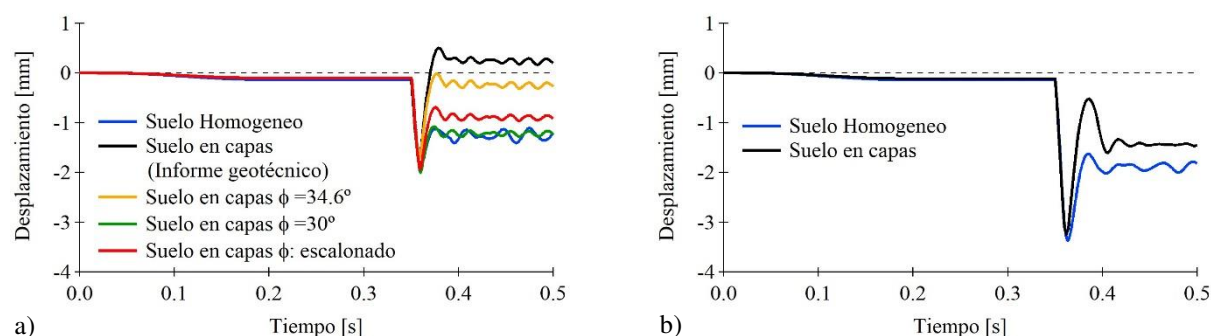 1
0
-1
-2
-3
-4
Desplazamiento [mm]
Suelo Homogeneo
Suelo en capas
(Informe geotécnico)
Suelo en capas ϕ =34.6º
Suelo en capas ϕ =30º
Suelo en capas ϕ: escalonado
0.0 0.1 0.2 0.3 0.4 0.5
Tiempo [s]
a)
1
0
-1
-2
-3
-4
Desplazamiento [mm]
Suelo Homogeneo
Suelo en capas
0.0 0.1 0.2 0.3 0.4 0.5
Tiempo [s]
b)